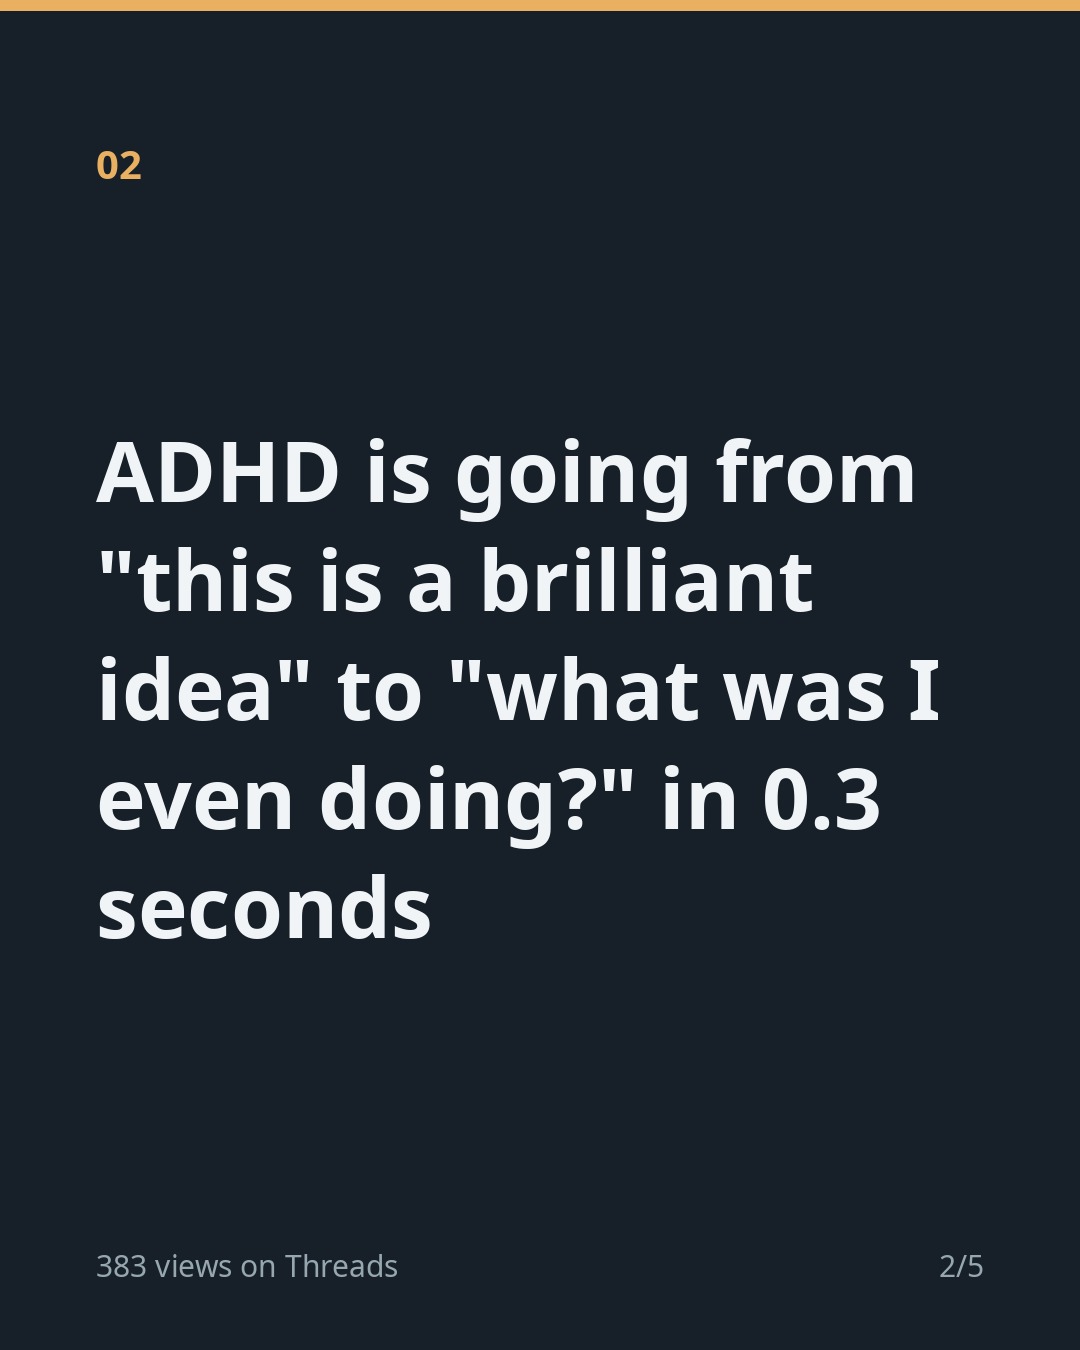 02
ADHD is going from
"this is a brilliant
idea" to "what was I
even doing?" in 0.3
seconds
383 views on Threads
2/5